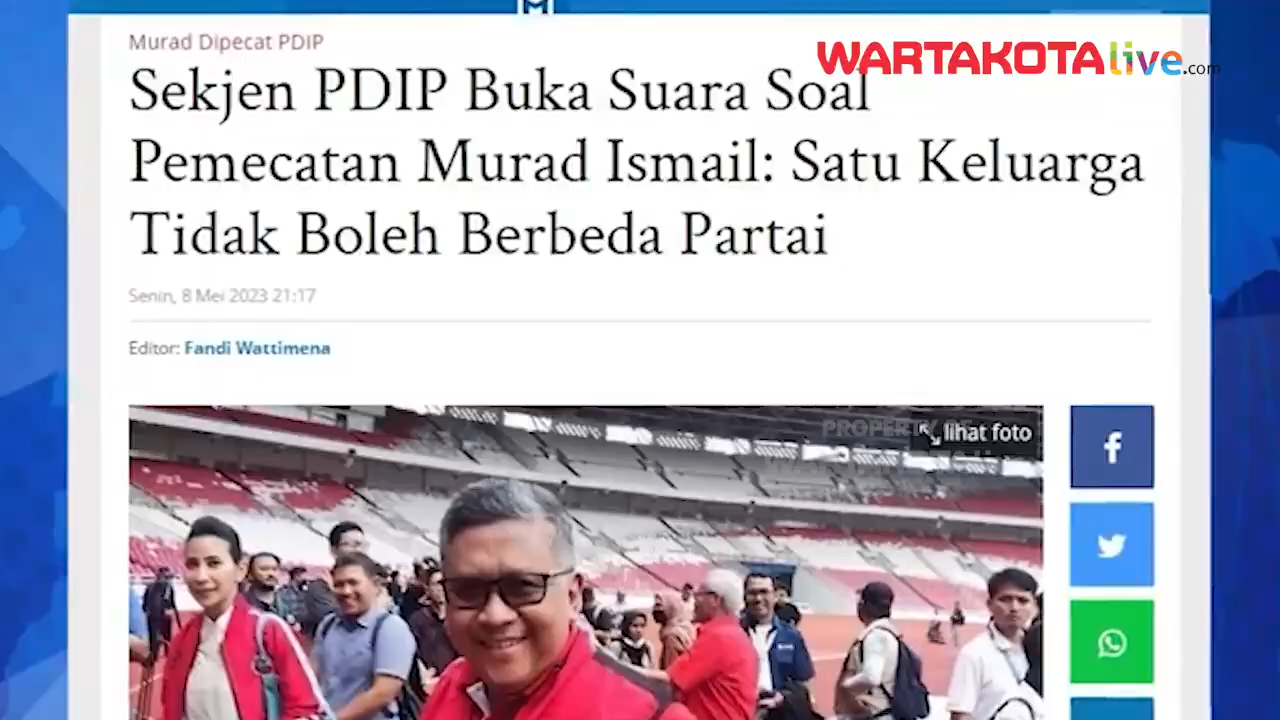 Murad Dipecat PDIP
WARTAKOTAlive.com
Sekjen PDIP Buka Suara Soal
Pemecatan Murad Ismail: Satu Keluarga
Tidak Boleh Berbeda Partai
Senin, 8 Mei 2023 21:17
Editor: Fandi Wattimena
PROPERTY
lihat foto